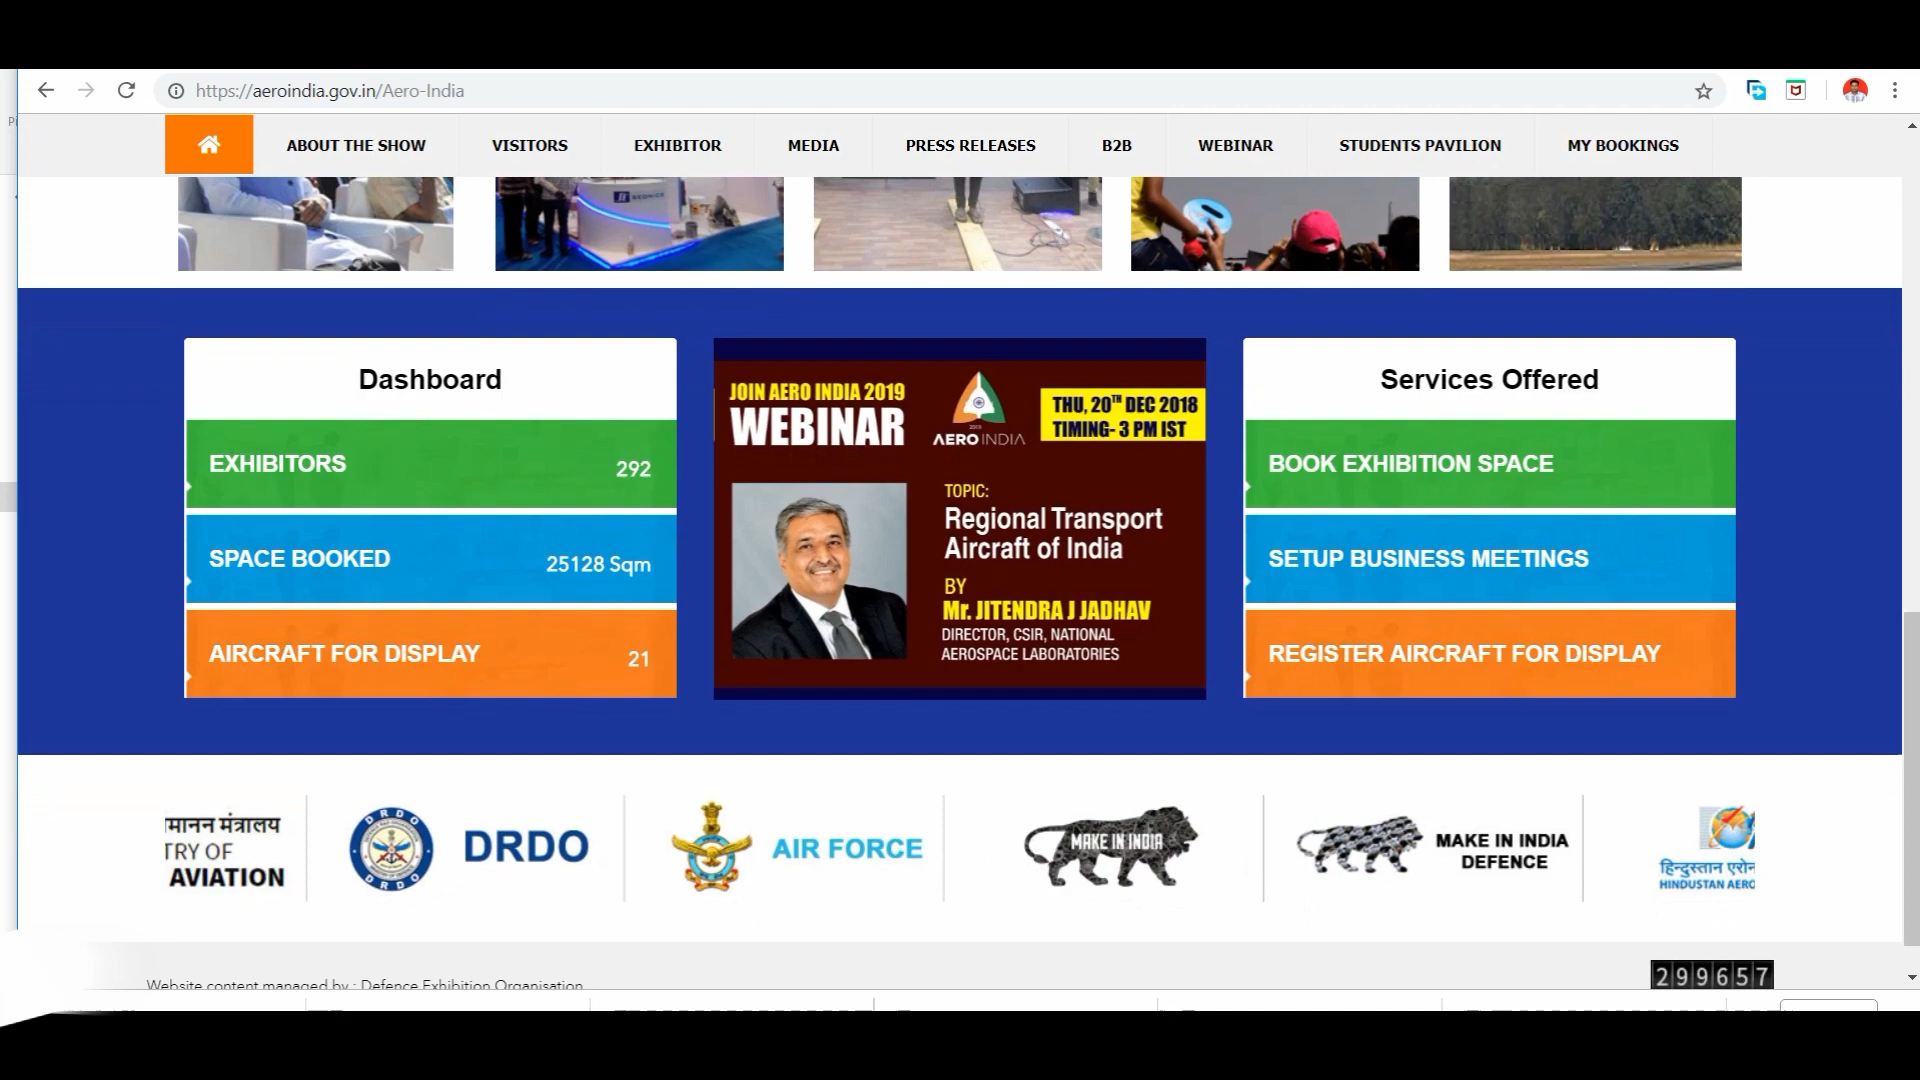 https://aeroindia.gov.in/Aero-India
ABOUT THE SHOW VISITORS EXHIBITOR MEDIA PRESS RELEASES B2B WEBINAR STUDENTS PAVILION MY BOOKINGS
Dashboard
EXHIBITORS 292
SPACE BOOKED 25128 Sqm
AIRCRAFT FOR DISPLAY 21
JOIN AERO INDIA 2019
WEBINAR
2019
AERO INDIA
THU, 20TH DEC 2018
TIMING- 3 PM IST
TOPIC:
Regional Transport
Aircraft of India
BY
Mr. JITENDRA J JADHAV
DIRECTOR, CSIR, NATIONAL
AEROSPACE LABORATORIES
Services Offered
BOOK EXHIBITION SPACE
SETUP BUSINESS MEETINGS
REGISTER AIRCRAFT FOR DISPLAY
मानन मंत्रालय
TRY OF
AVIATION
DRDO
DRDO
DRDO
AIR FORCE
MAKE IN INDIA
MAKE IN INDIA
DEFENCE
हिन्दुस्तान एरोन
HINDUSTAN AERO
Website content managed by : Defence Exhibition Organisation
299657